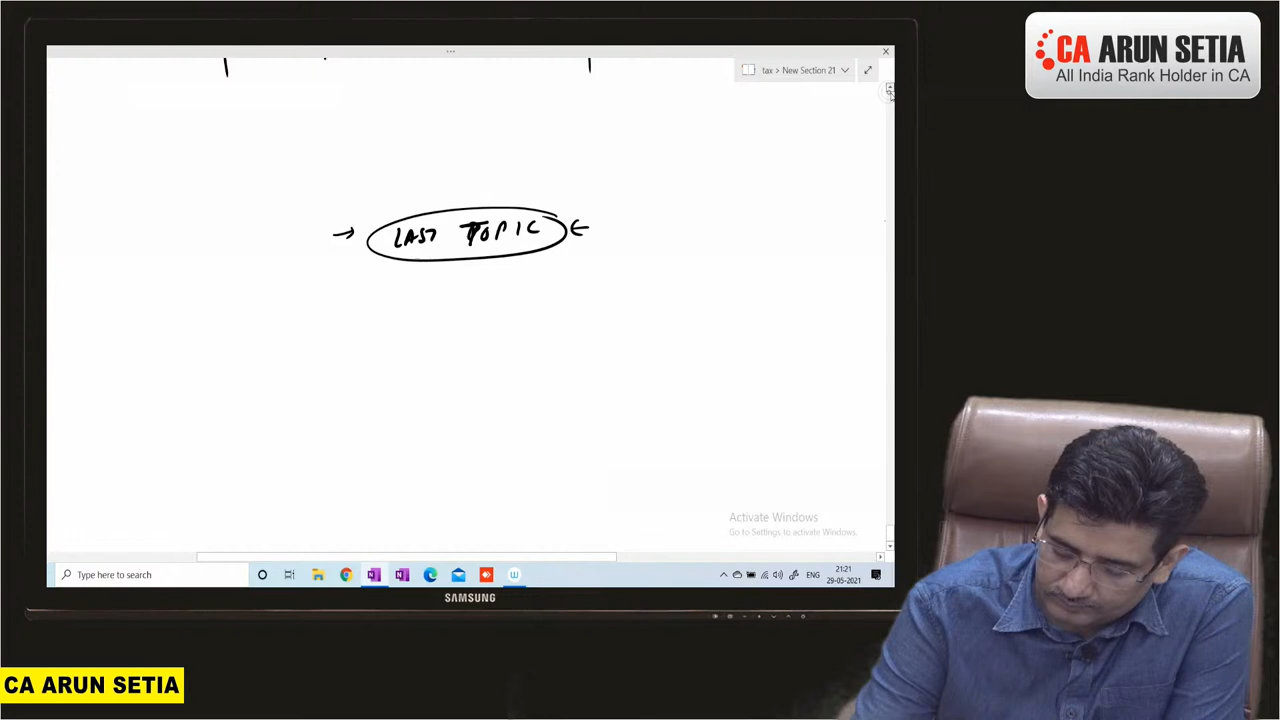 CA ARUN SETIA
All India Rank Holder in CA
tax > New Section 21
LAST TOPIC
Activate Windows
Go to Settings to activate Windows.
Type here to search
ENG
21:21
29-05-2021
SAMSUNG
CA ARUN SETIA